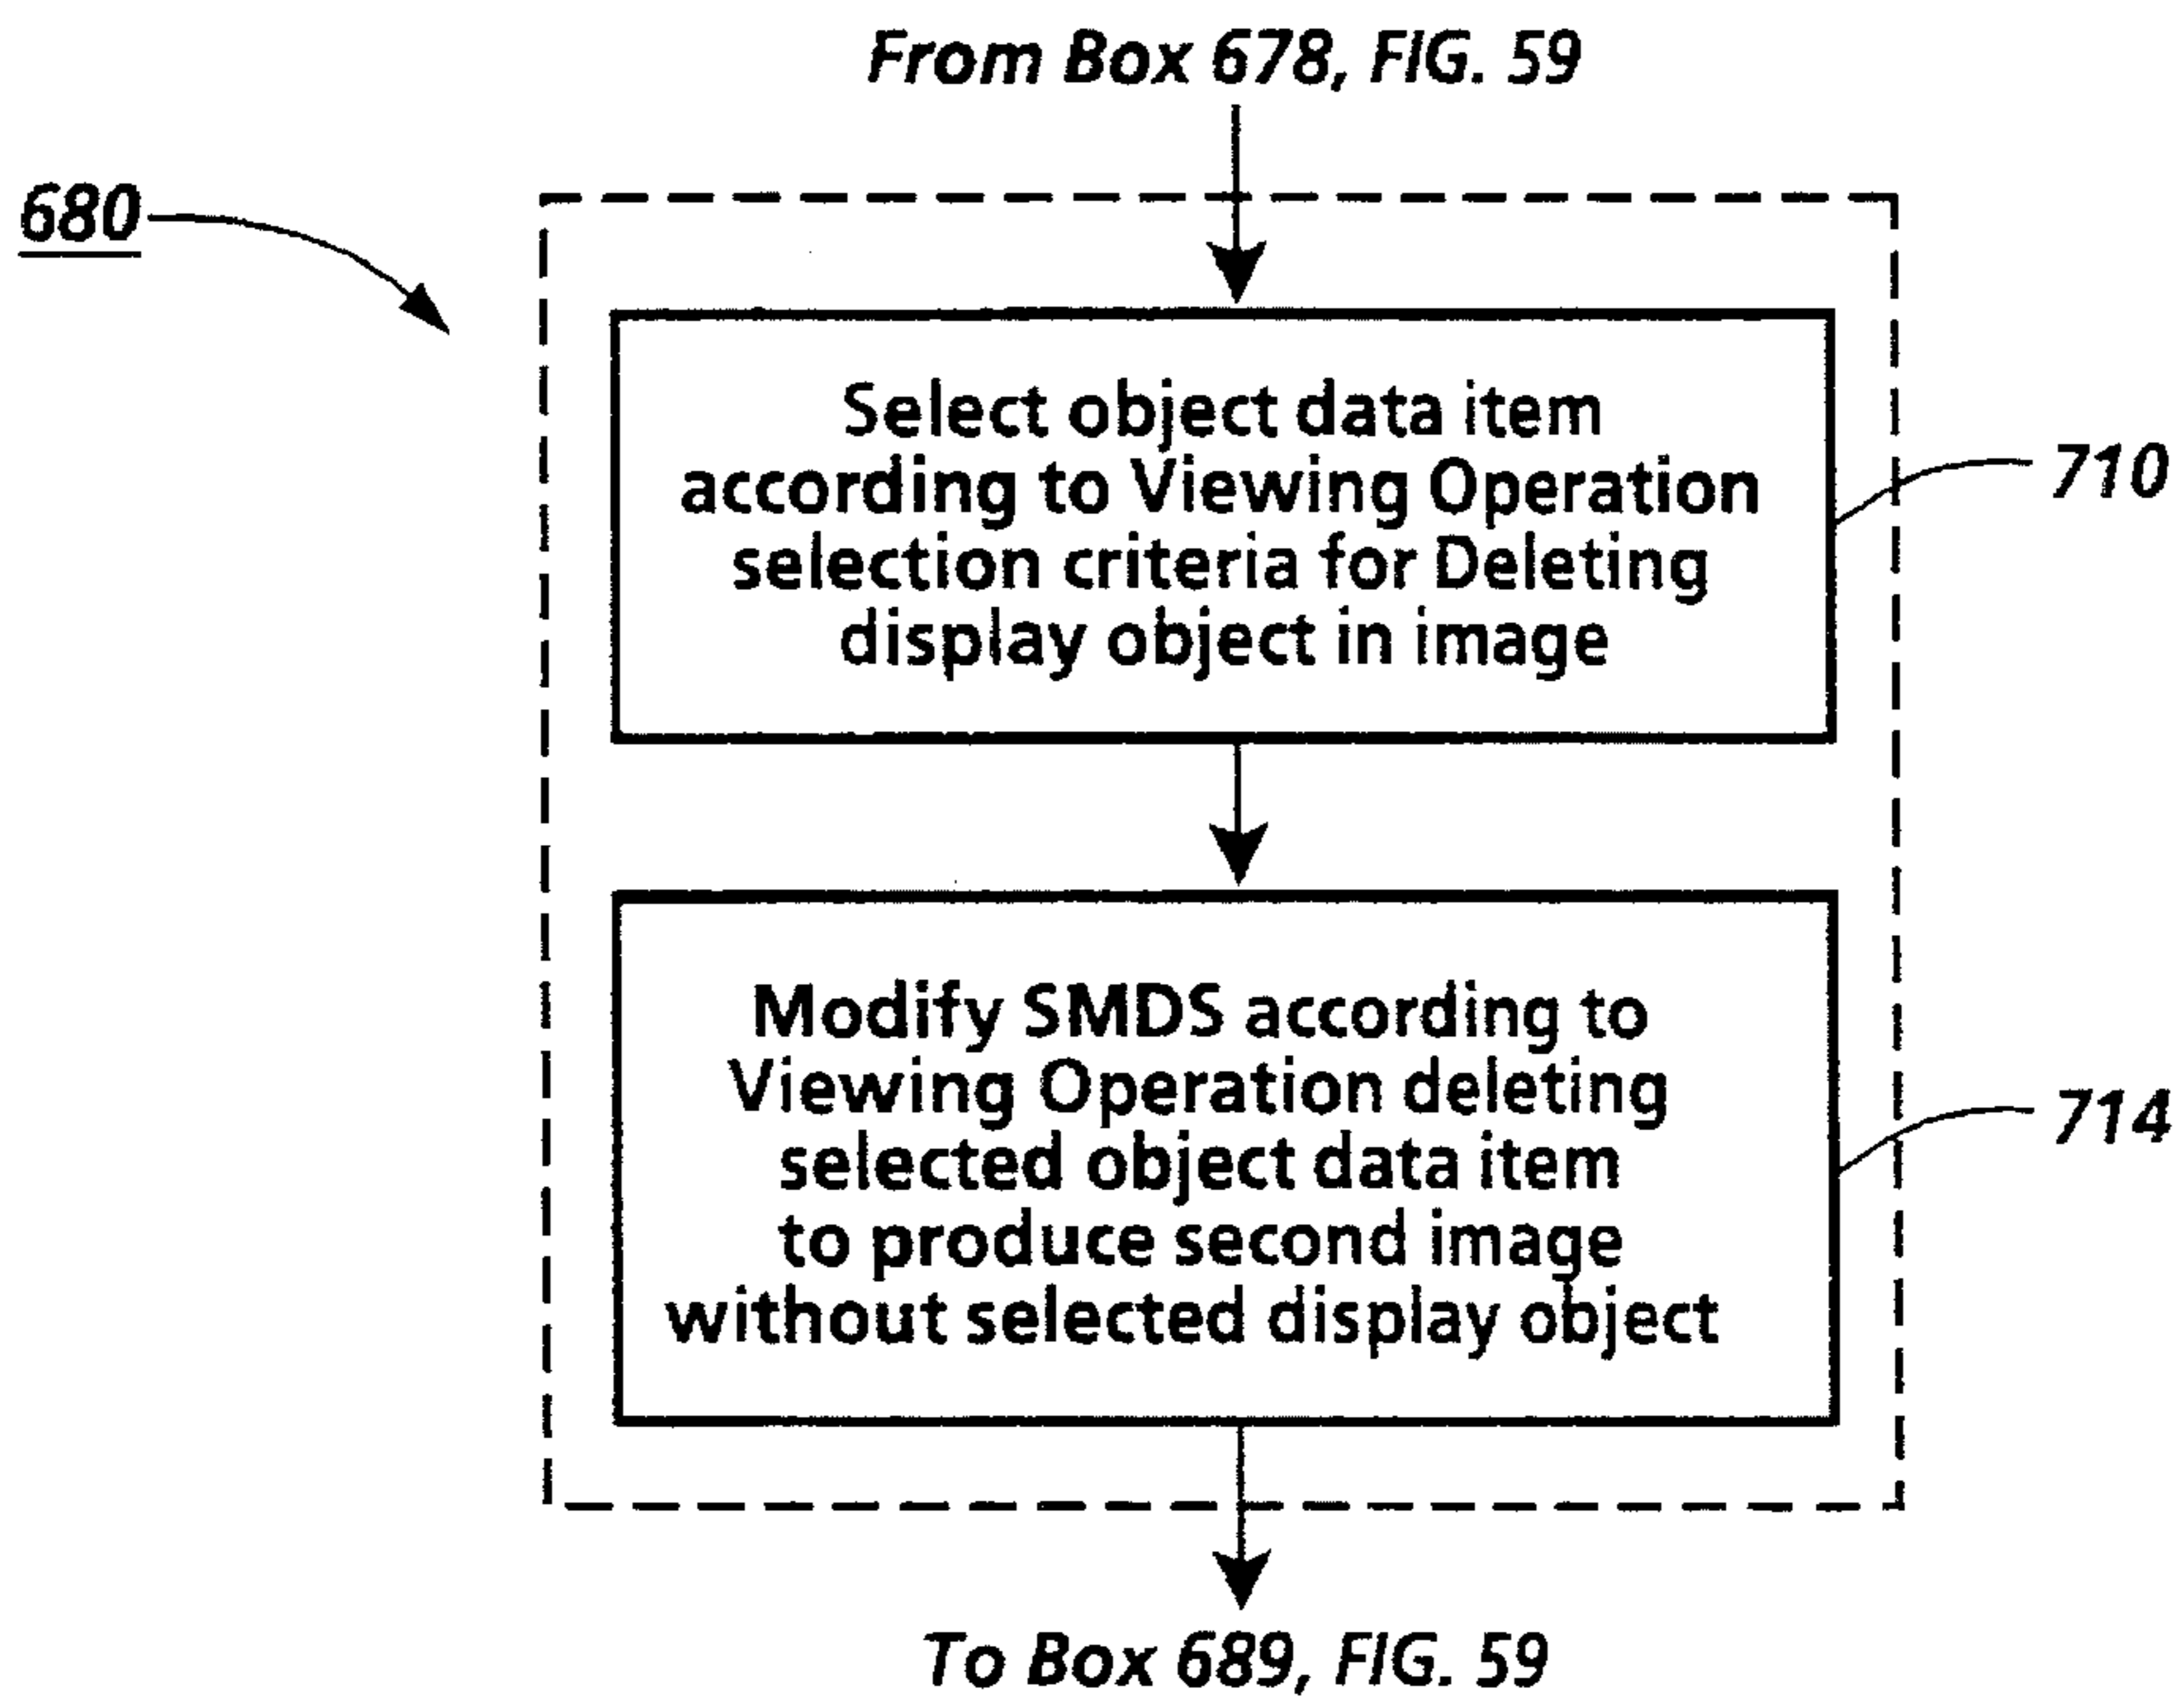 From Box 678, FIG. 59
680
Select object data item
according to Viewing Operation
selection criteria for Deleting
display object in image
710
Modify SMDS according to
Viewing Operation deleting
selected object data item
to produce second image
without selected display object
714
To Box 689, FIG. 59